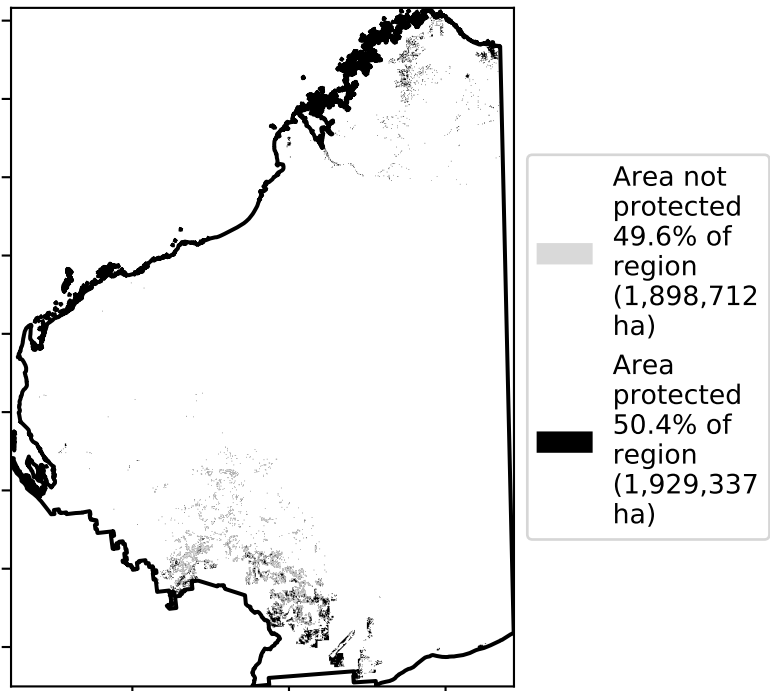 Area not
protected
49.6% of
region
(1,898,712
ha)
Area
protected
50.4% of
region
(1,929,337
ha)